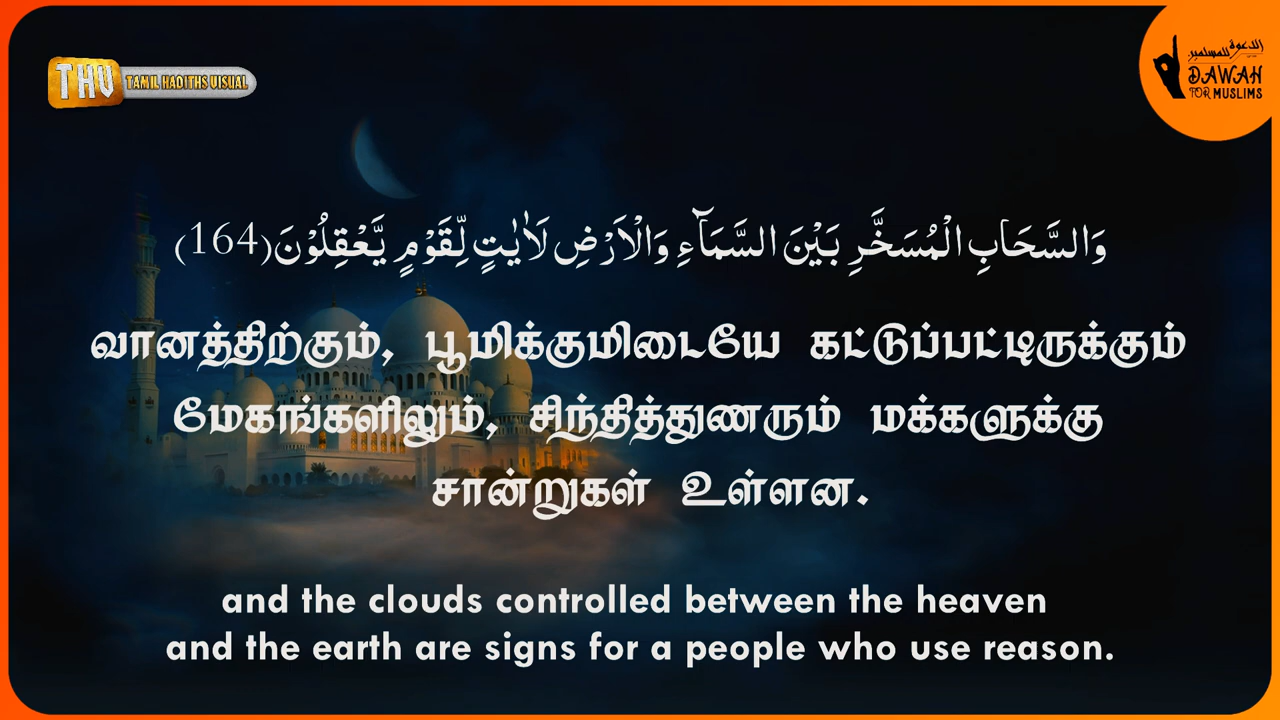 THV TAMIL HADITHS VISUAL
الدعوة للمسلمين
DAWAH
FOR MUSLIMS
وَالسَّحَابِ الْمُسَخَّرِ بَيْنَ السَّمَآءِ وَالْاَرْضِ لَاٰيٰتٍ لِّقَوْمٍ يَّعْقِلُوْنَ(164)
வானத்திற்கும், பூமிக்குமிடையே கட்டுப்பட்டிருக்கும்
மேகங்களிலும், சிந்தித்துணரும் மக்களுக்கு
சான்றுகள் உள்ளன.
and the clouds controlled between the heaven
and the earth are signs for a people who use reason.